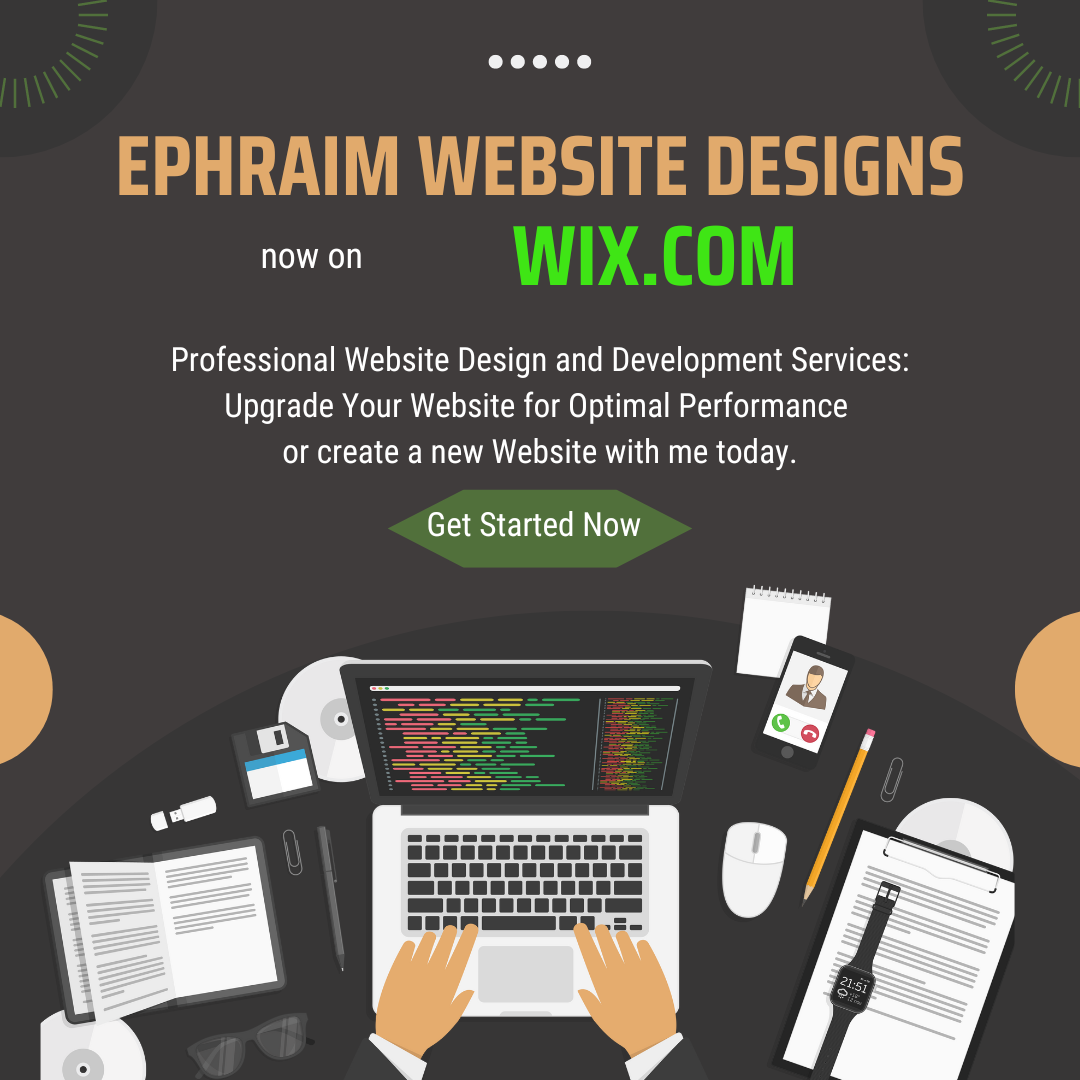 EPHRAIM WEBSITE DESIGNS
now on WIX.COM
Professional Website Design and Development Services:
Upgrade Your Website for Optimal Performance
or create a new Website with me today.
Get Started Now
21:51